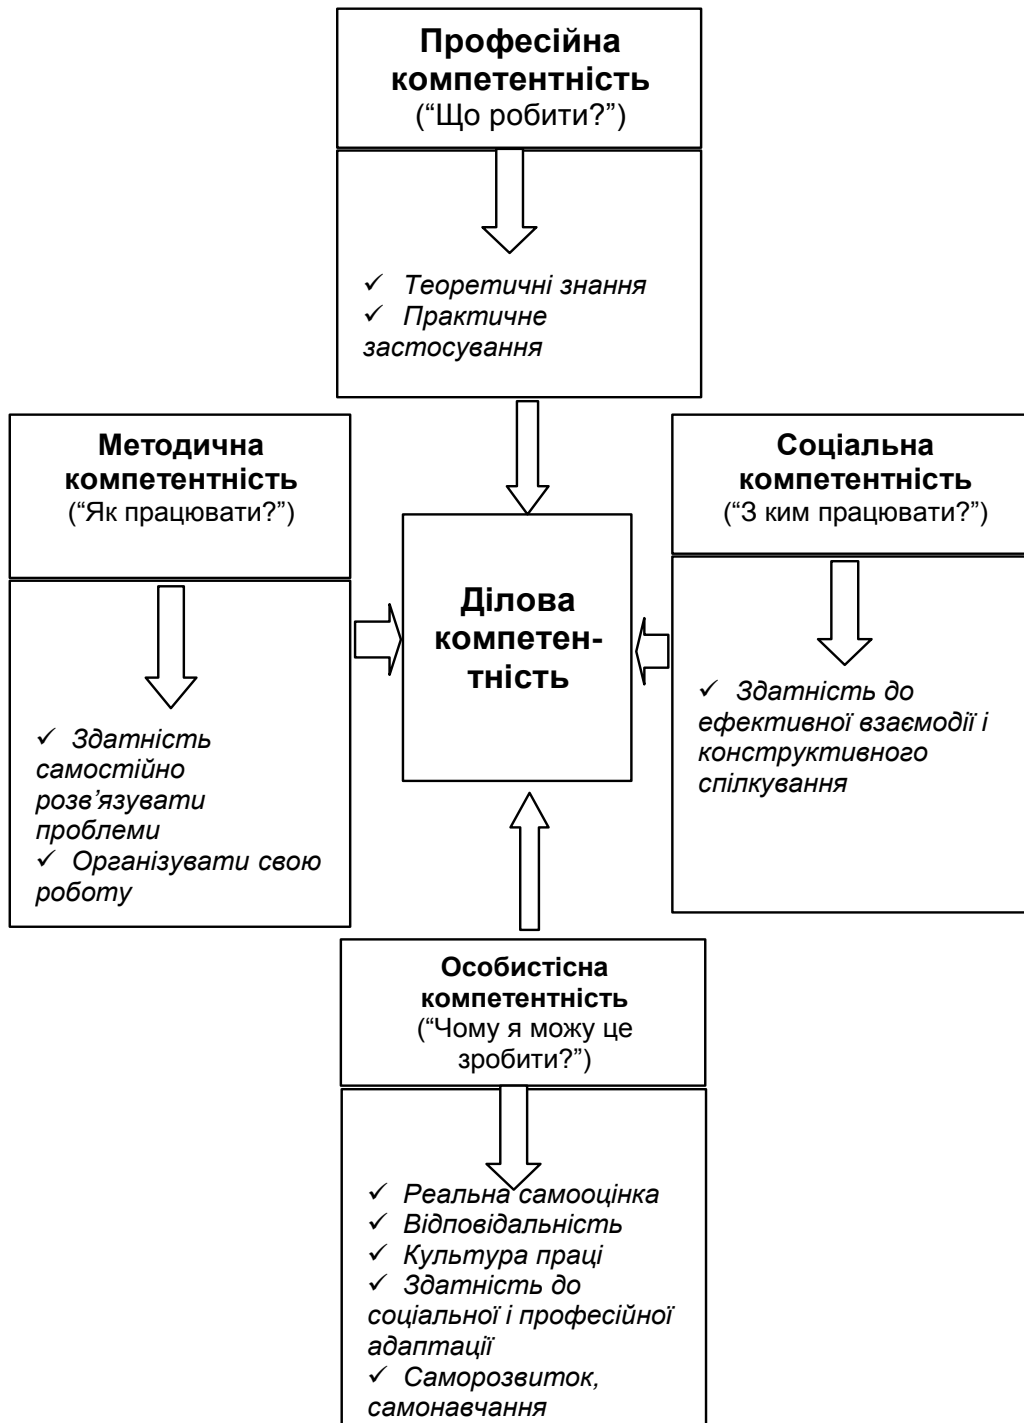 Професійна
компетентність
(“Що робити?”)
✓ Теоретичні знання
✓ Практичне
застосування
Методична
компетентність
(“Як працювати?”)
✓ Здатність
самостійно
розв’язувати
проблеми
✓ Організувати свою
роботу
Ділова
компетен-
тність
Соціальна
компетентність
(“З ким працювати?”)
✓ Здатність до
ефективної взаємодії і
конструктивного
спілкування
Особистісна
компетентність
(“Чому я можу це
зробити?”)
✓ Реальна самооцінка
✓ Відповідальність
✓ Культура праці
✓ Здатність до
соціальної і професійної
адаптації
✓ Саморозвиток,
самонавчання